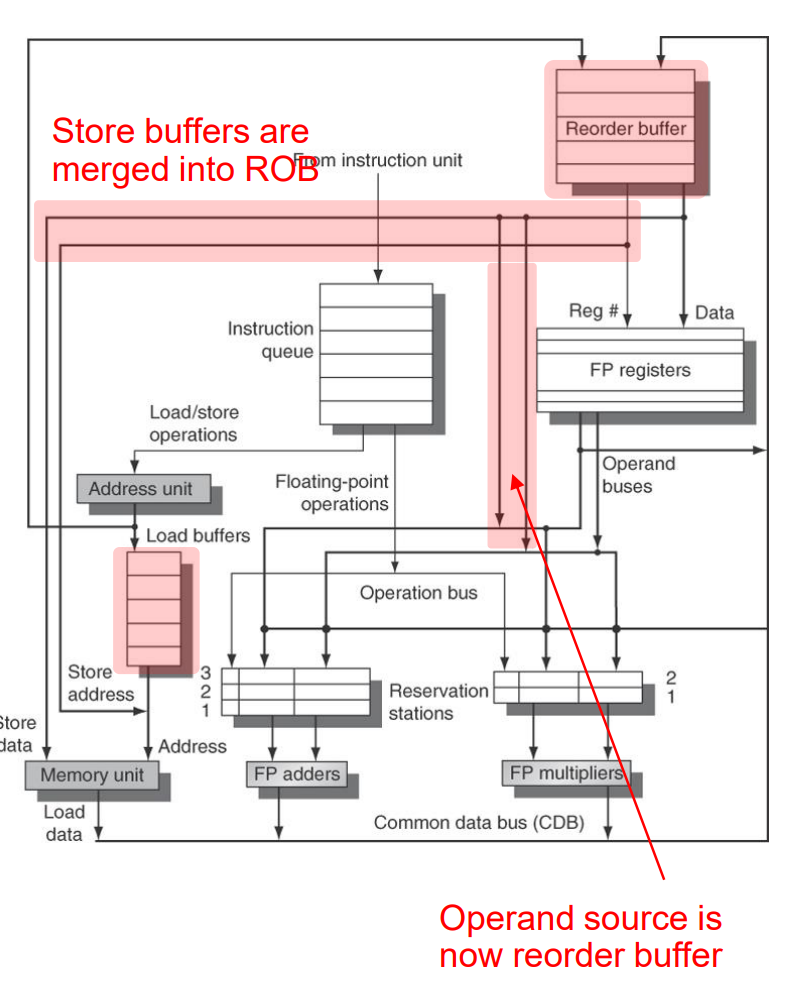 Reorder buffer
Store buffers are
merged into ROB
From instruction unit
Reg #
Data
Instruction
queue
FP registers
Load/store
operations
Operand
buses
Floating-point
operations
Address unit
Load buffers
Operation bus
Store
address
3
2
1
Reservation
stations
2
1
Store
data
Address
Memory unit
FP adders
FP multipliers
Load
data
Common data bus (CDB)
Operand source is
now reorder buffer